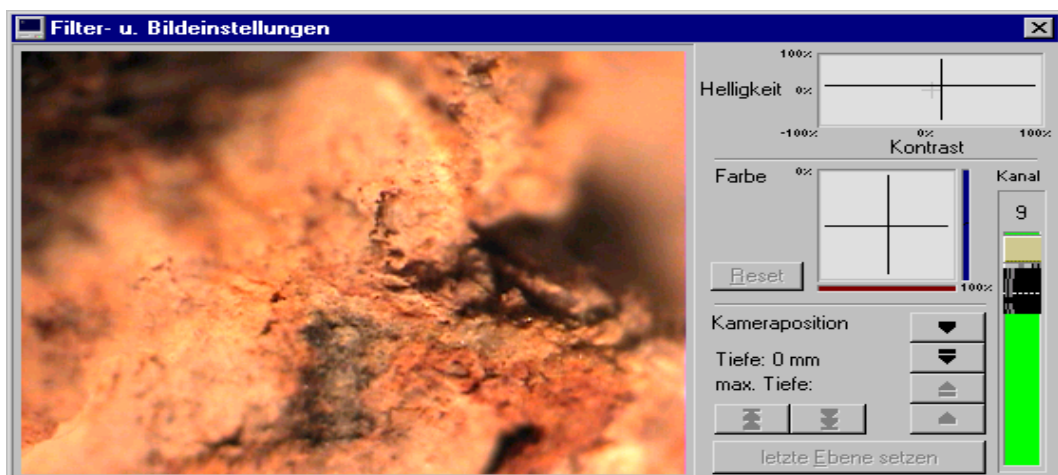 Filter- u. Bildeinstellungen
100%
Helligkeit 0%
-100% 0% 100%
Kontrast
Farbe 0% Kanal
9
Reset
100%
Kameraposition
Tiefe: 0 mm
max. Tiefe:
letzte Ebene setzen